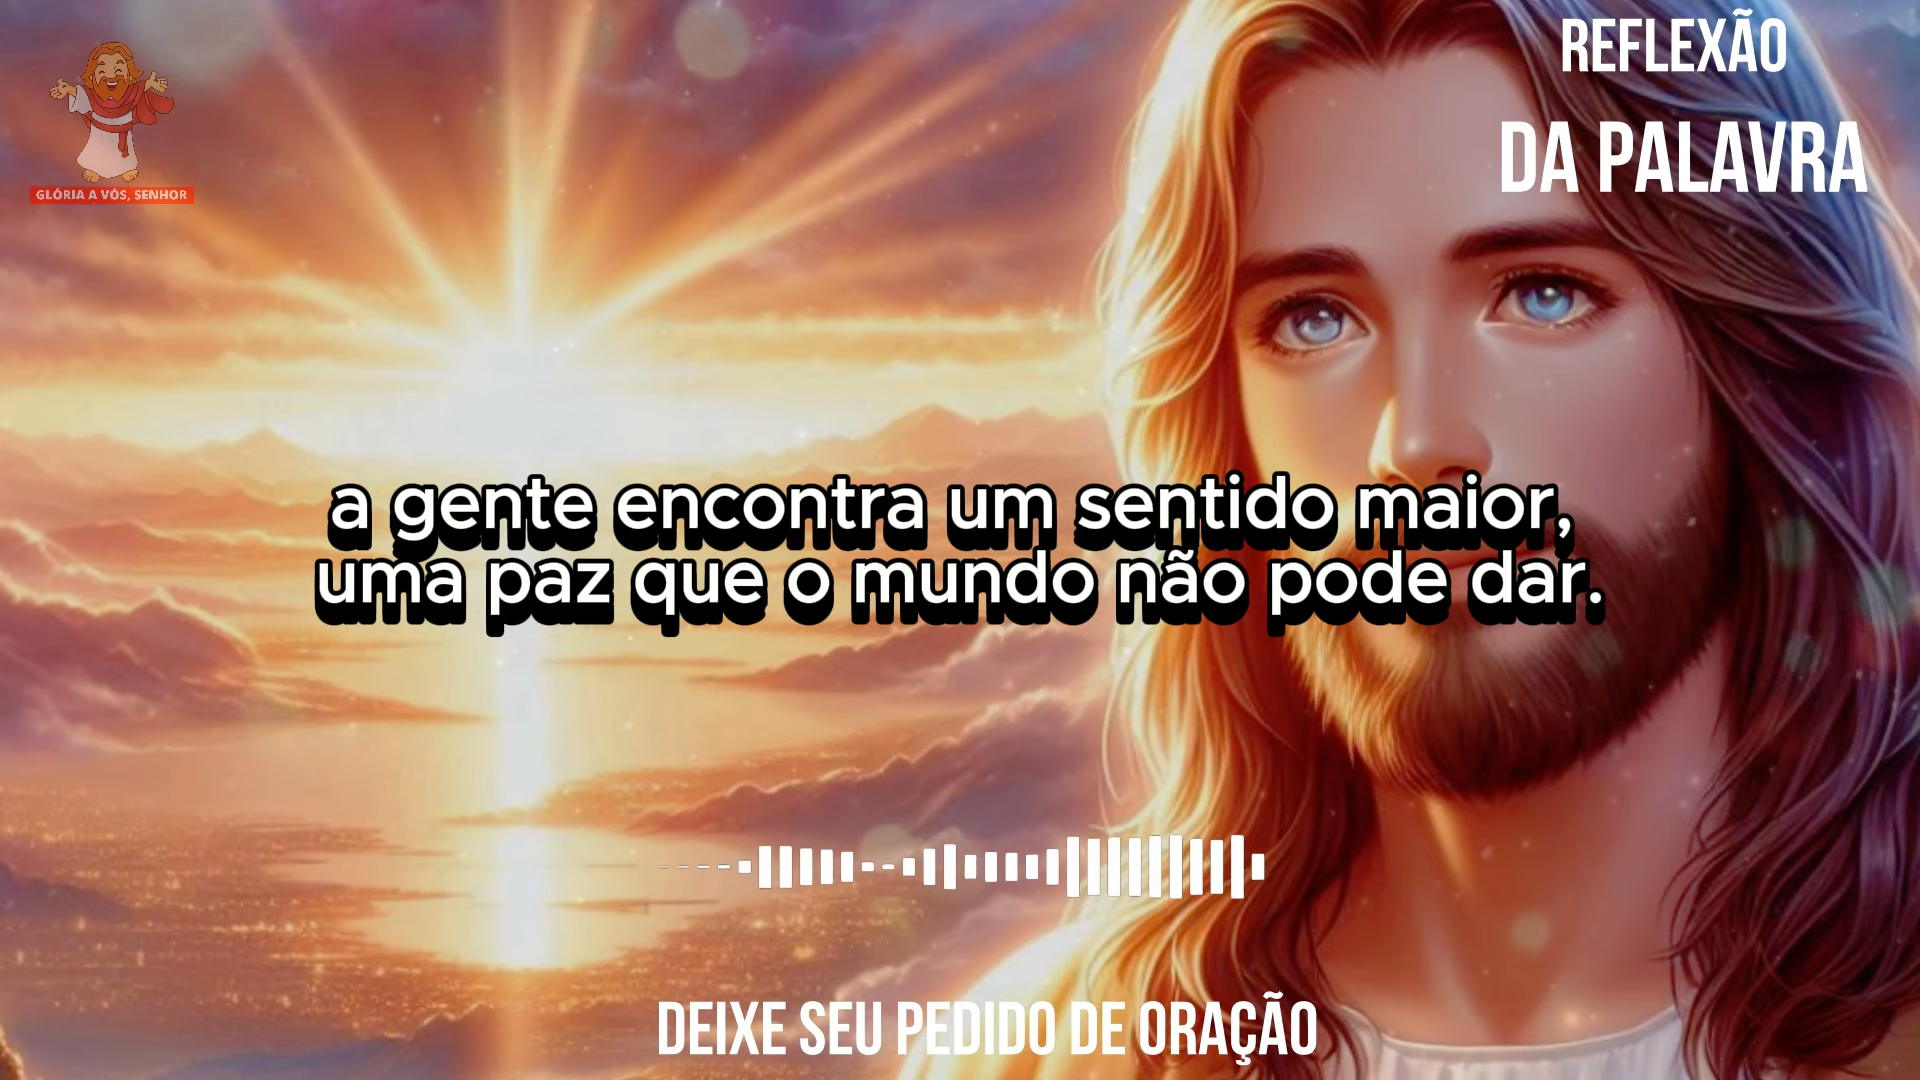 REFLEXÃO
DA PALAVRA
GLÓRIA A VÓS, SENHOR
a gente encontra um sentido maior,
uma paz que o mundo não pode dar.
DEIXE SEU PEDIDO DE ORAÇÃO